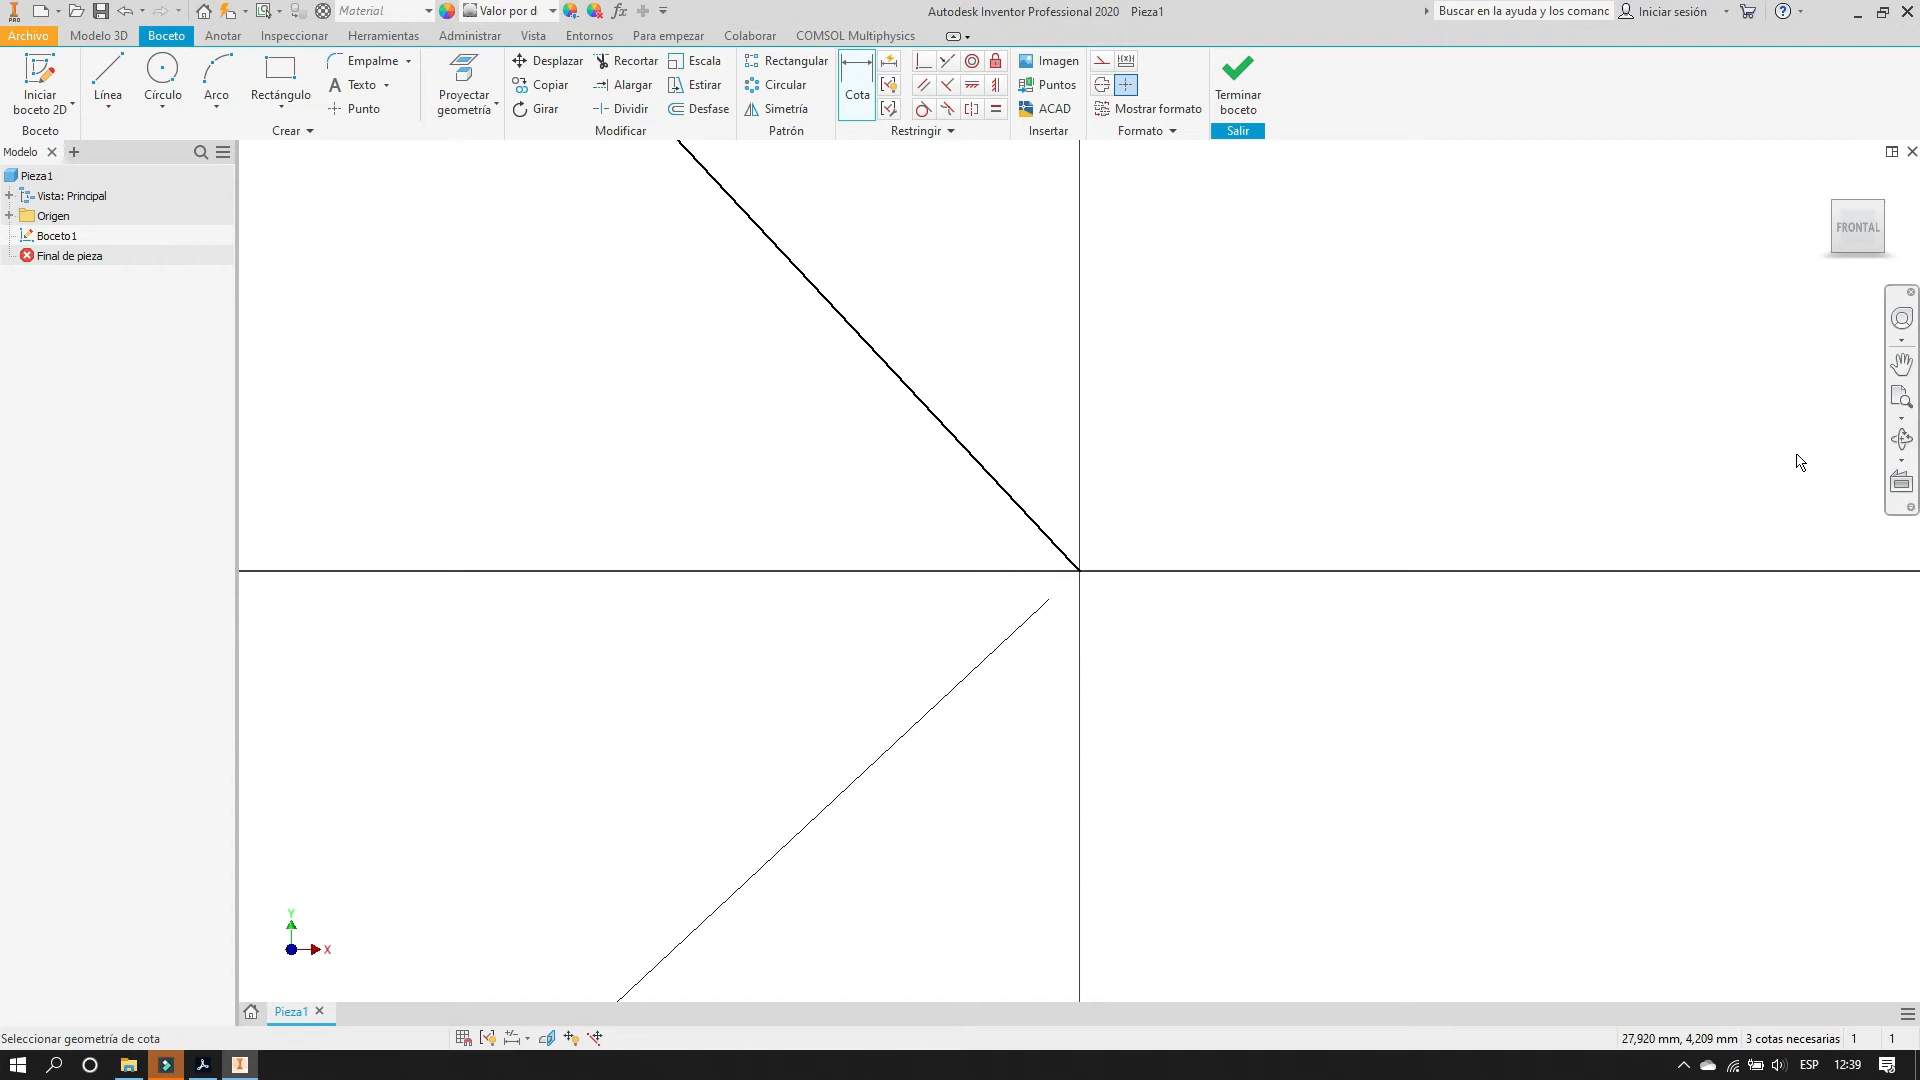 Material
Valor por d
Autodesk Inventor Professional 2020 Pieza1
Buscar en la ayuda y los comanc
Iniciar sesión
Archivo
Modelo 3D
Boceto
Anotar
Inspeccionar
Herramientas
Administrar
Vista
Entornos
Para empezar
Colaborar
COMSOL Multiphysics
Iniciar
boceto 2D
Línea
Círculo
Arco
Rectángulo
Empalme
Texto
Punto
Proyectar
geometría
Desplazar
Copiar
Girar
Recortar
Alargar
Dividir
Escala
Estirar
Desfase
Rectangular
Circular
Simetría
Cota
Imagen
Puntos
ACAD
Mostrar formato
Terminar
boceto
Boceto
Crear
Modificar
Patrón
Restringir
Insertar
Formato
Salir
Modelo
Pieza1
Vista: Principal
Origen
Boceto1
Final de pieza
FRONTAL
Y
X
Pieza1
Seleccionar geometría de cota
27,920 mm, 4,209 mm
3 cotas necesarias
1
1
ESP
12:39